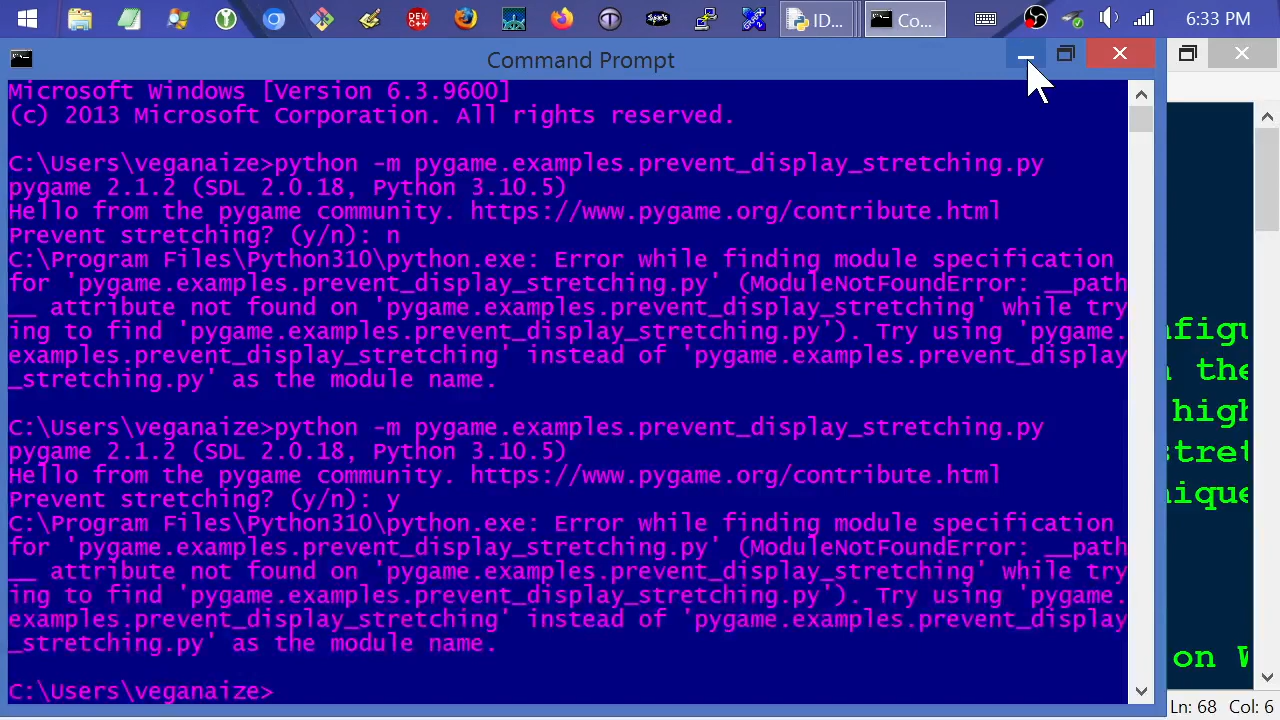 ID...
Co...
6:33 PM
Command Prompt
Microsoft Windows [Version 6.3.9600]
(c) 2013 Microsoft Corporation. All rights reserved.
C:\Users\veganaize>python -m pygame.examples.prevent_display_stretching.py
pygame 2.1.2 (SDL 2.0.18, Python 3.10.5)
Hello from the pygame community. https://www.pygame.org/contribute.html
Prevent stretching? (y/n): n
C:\Program Files\Python310\python.exe: Error while finding module specification
for 'pygame.examples.prevent_display_stretching.py' (ModuleNotFoundError: __path
__ attribute not found on 'pygame.examples.prevent_display_stretching' while try
ing to find 'pygame.examples.prevent_display_stretching.py'). Try using 'pygame.
examples.prevent_display_stretching' instead of 'pygame.examples.prevent_display
_stretching.py' as the module name.
C:\Users\veganaize>python -m pygame.examples.prevent_display_stretching.py
pygame 2.1.2 (SDL 2.0.18, Python 3.10.5)
Hello from the pygame community. https://www.pygame.org/contribute.html
Prevent stretching? (y/n): y
C:\Program Files\Python310\python.exe: Error while finding module specification
for 'pygame.examples.prevent_display_stretching.py' (ModuleNotFoundError: __path
__ attribute not found on 'pygame.examples.prevent_display_stretching' while try
ing to find 'pygame.examples.prevent_display_stretching.py'). Try using 'pygame.
examples.prevent_display_stretching' instead of 'pygame.examples.prevent_display
_stretching.py' as the module name.
C:\Users\veganaize>
nfigu
n the
high
stret
nique
on W
Ln: 68 Col: 6